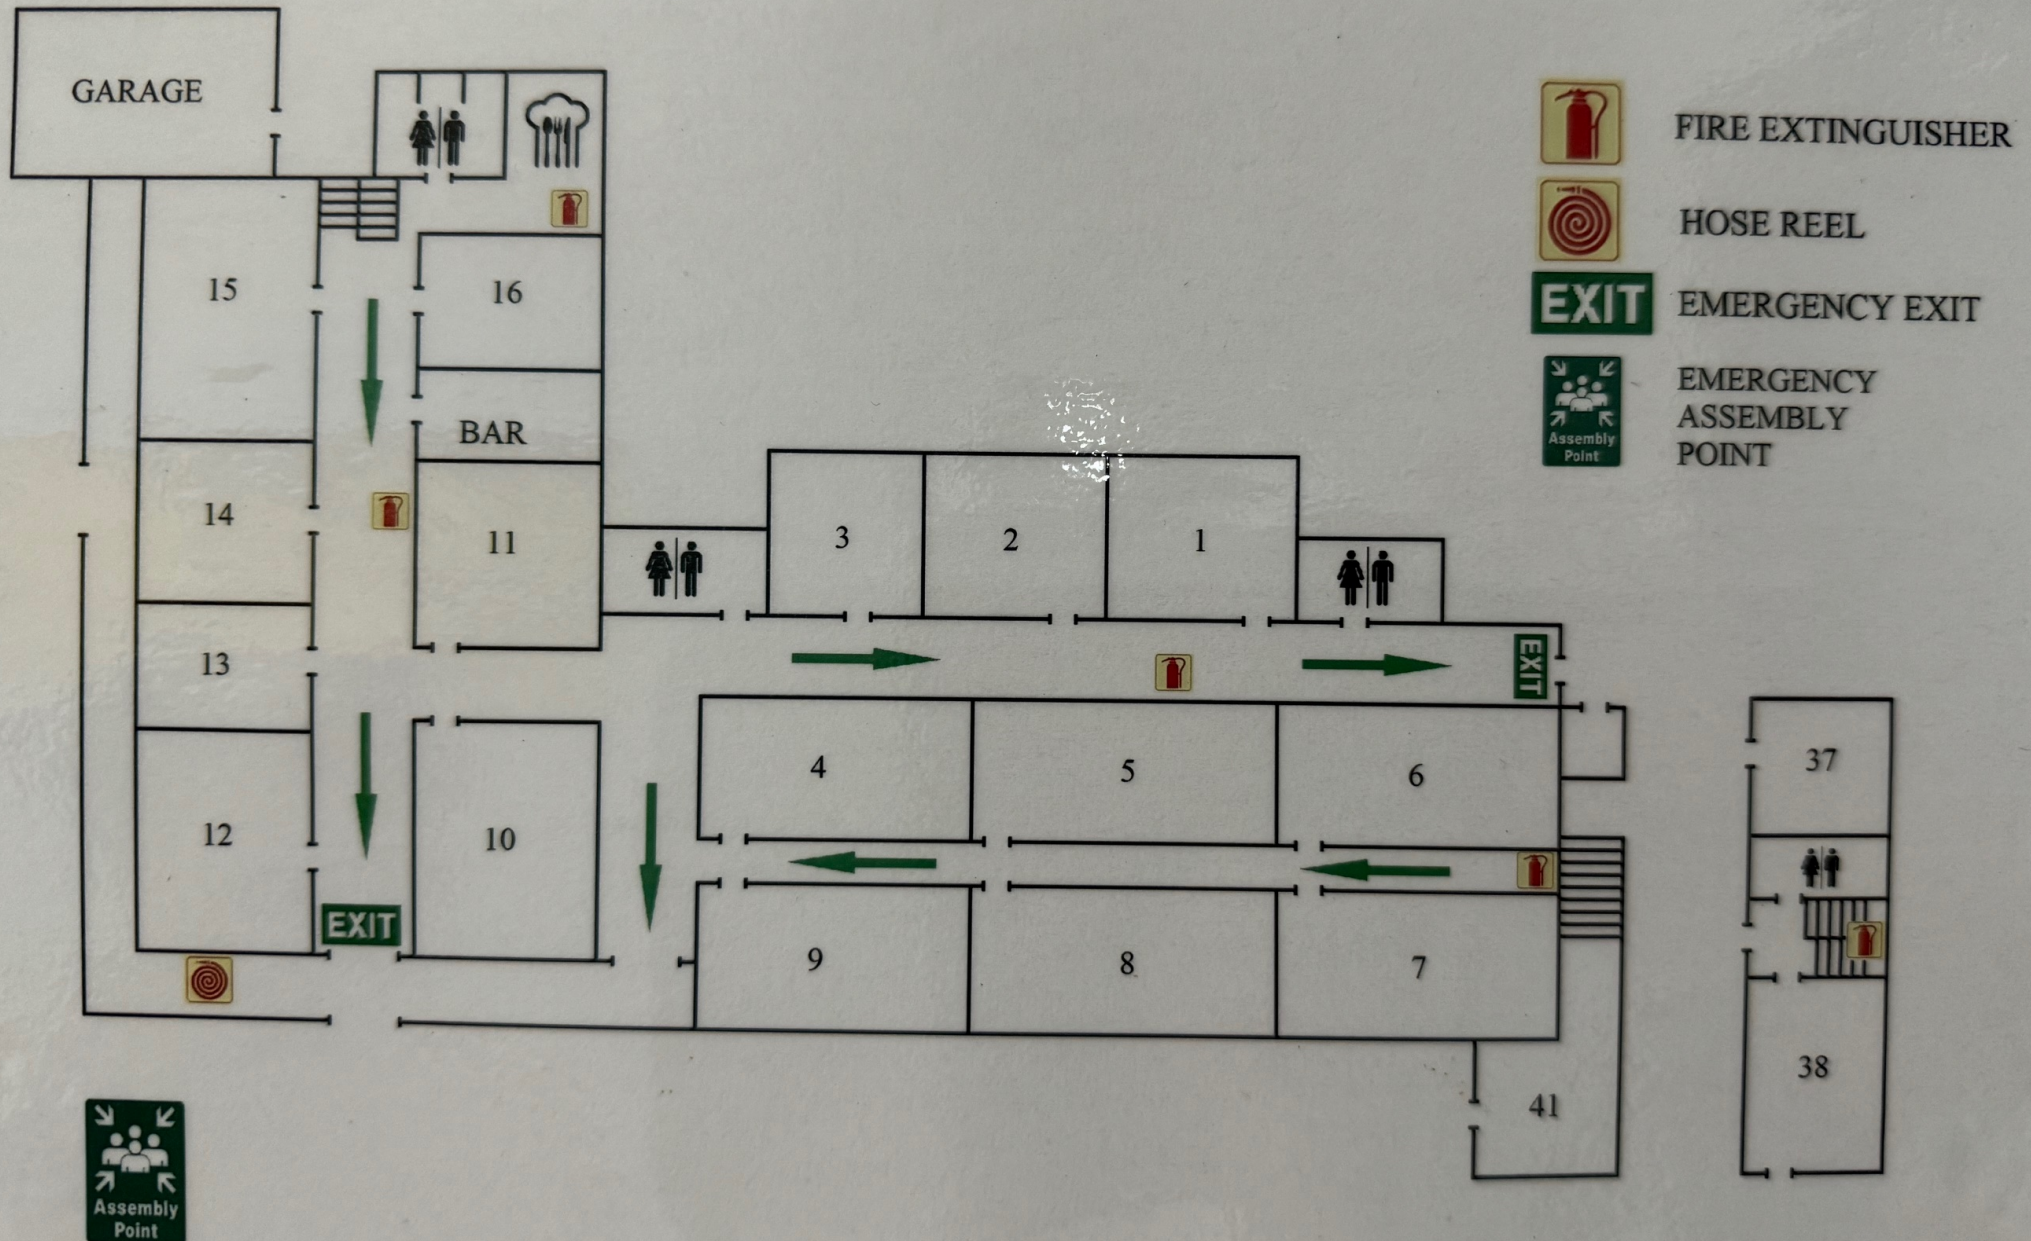 GARAGE
FIRE EXTINGUISHER
HOSE REEL
EXIT
EMERGENCY EXIT
EMERGENCY
ASSEMBLY
POINT
Assembly
Point
15
16
BAR
14
11
3
2
1
13
EXIT
4
5
6
37
12
10
EXIT
9
8
7
38
41
Assembly
Point